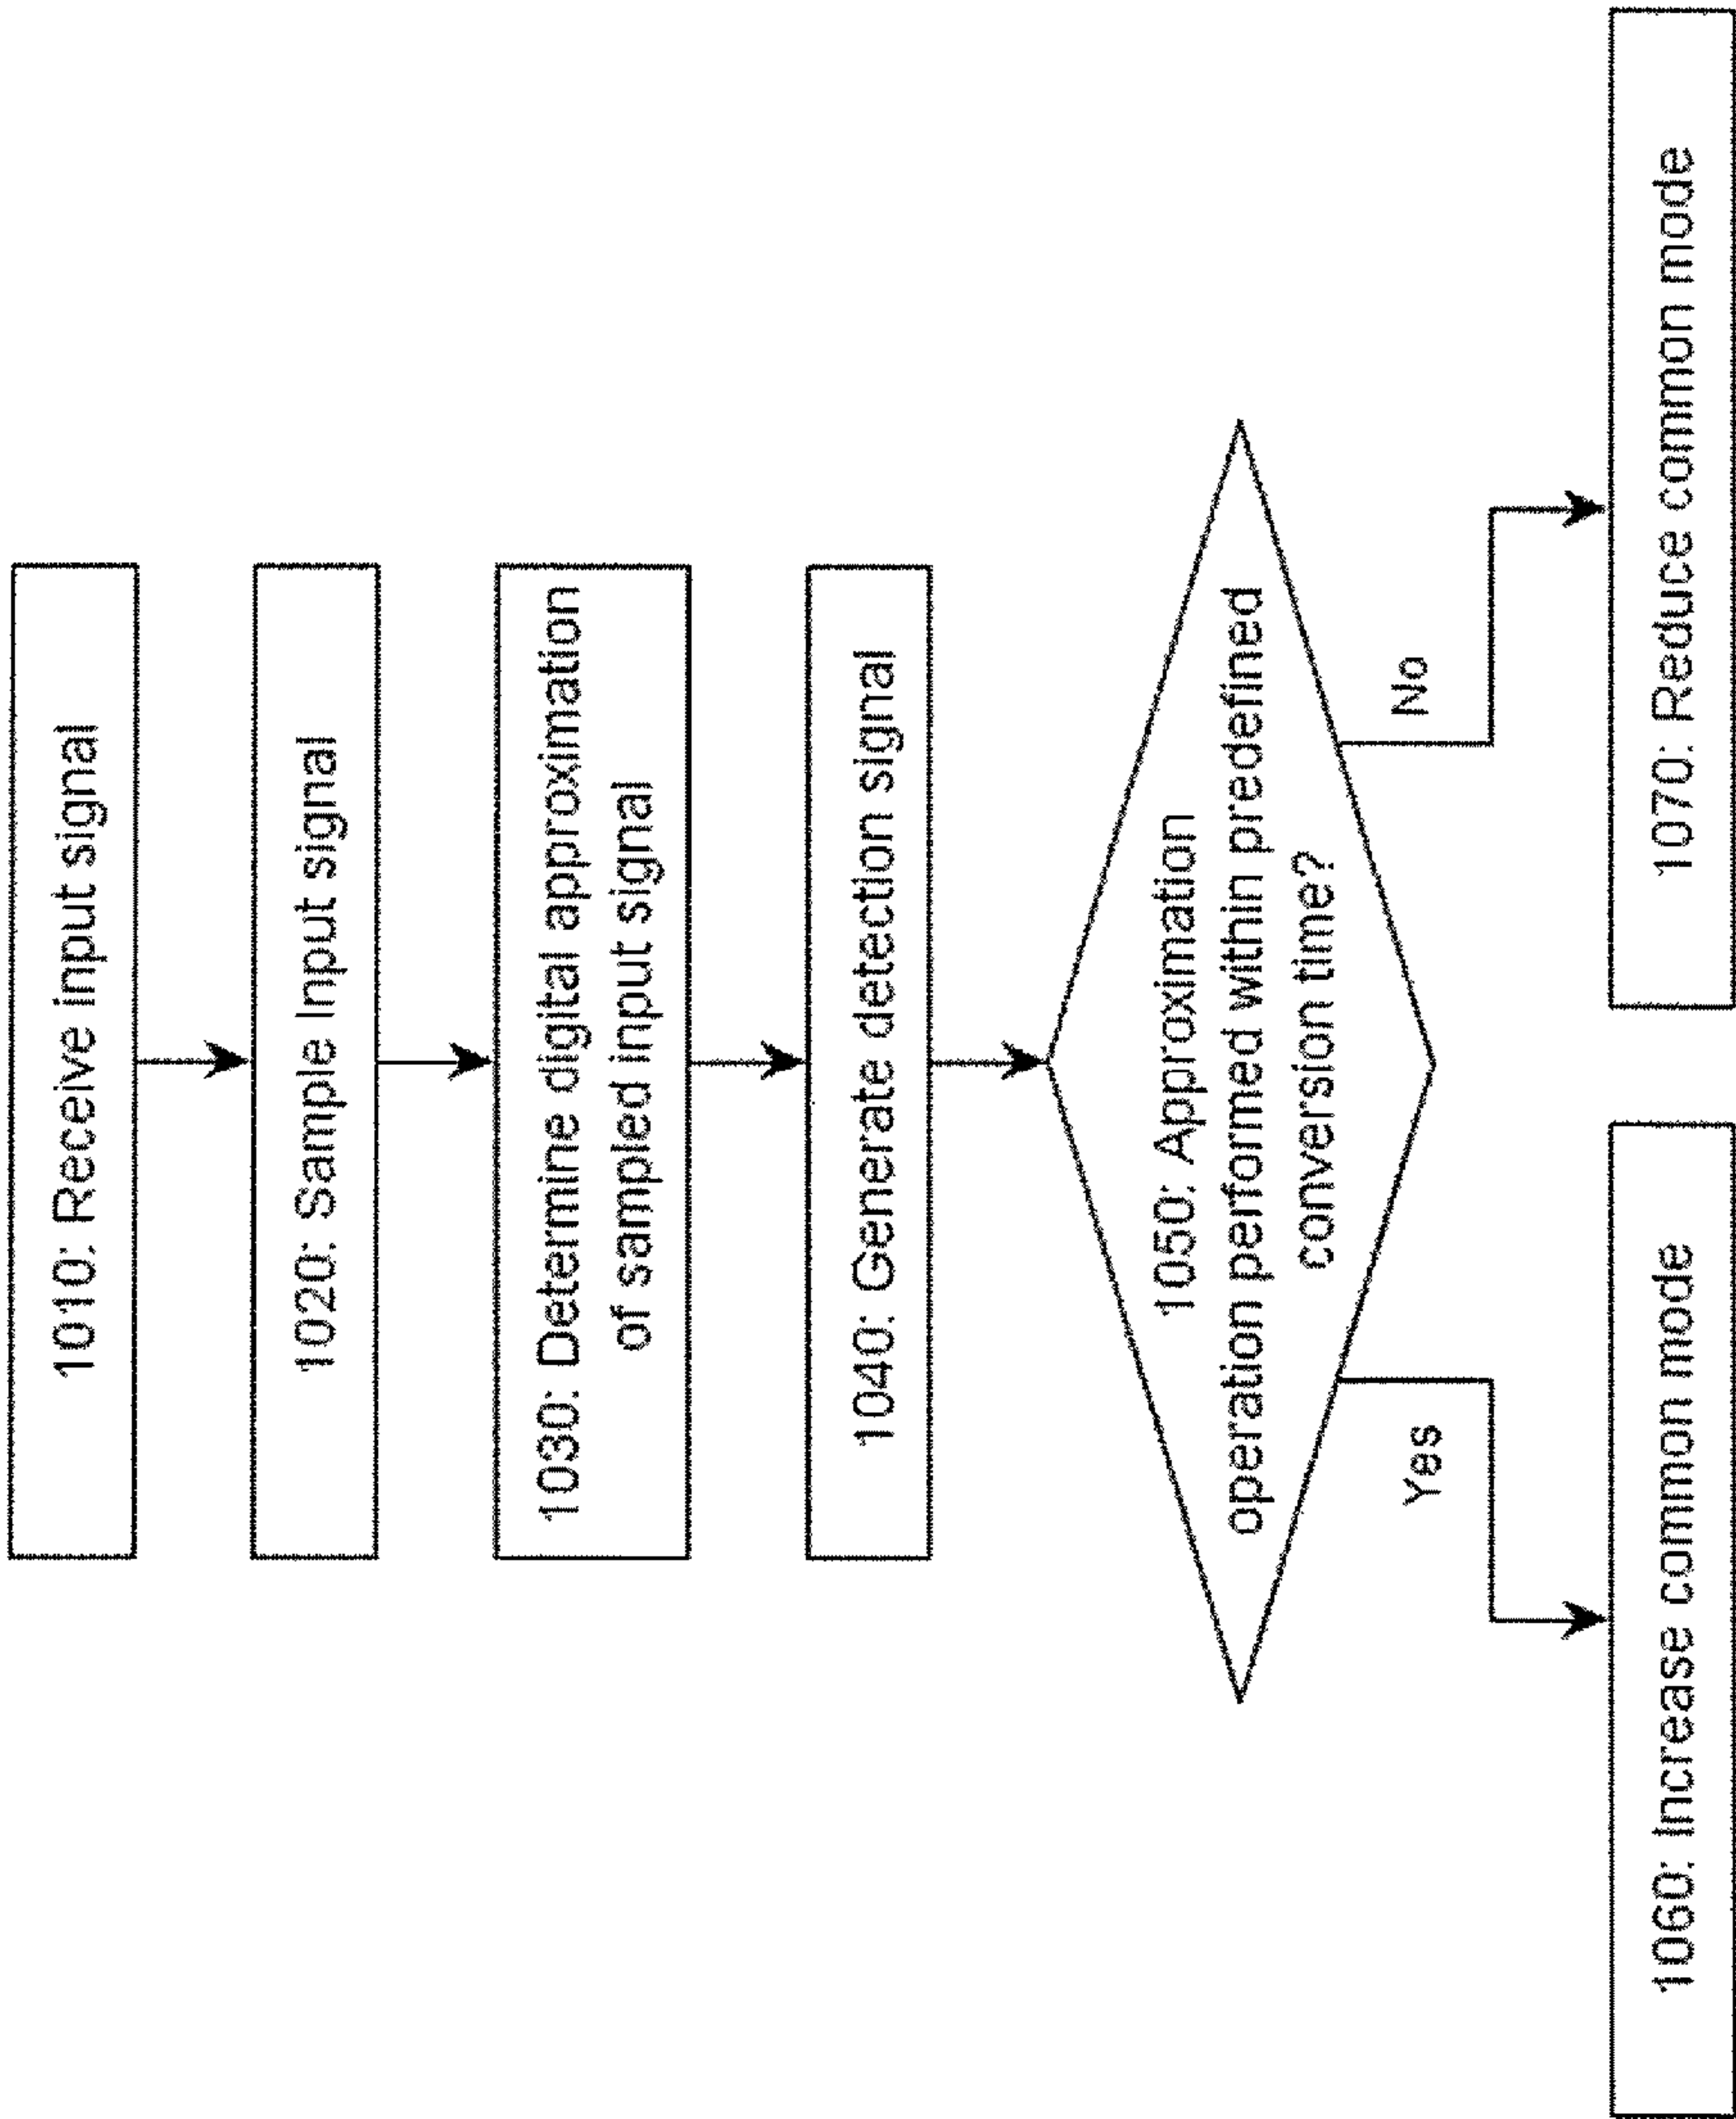 1010: Receive input signal
1020: Sample Input signal
1030: Determine digital approximation
of sampled input signal
1040: Generate detection signal
1050: Approximation
operation performed within predefined
conversion time?
Yes
No
1060: Increase common mode
1070: Reduce common mode